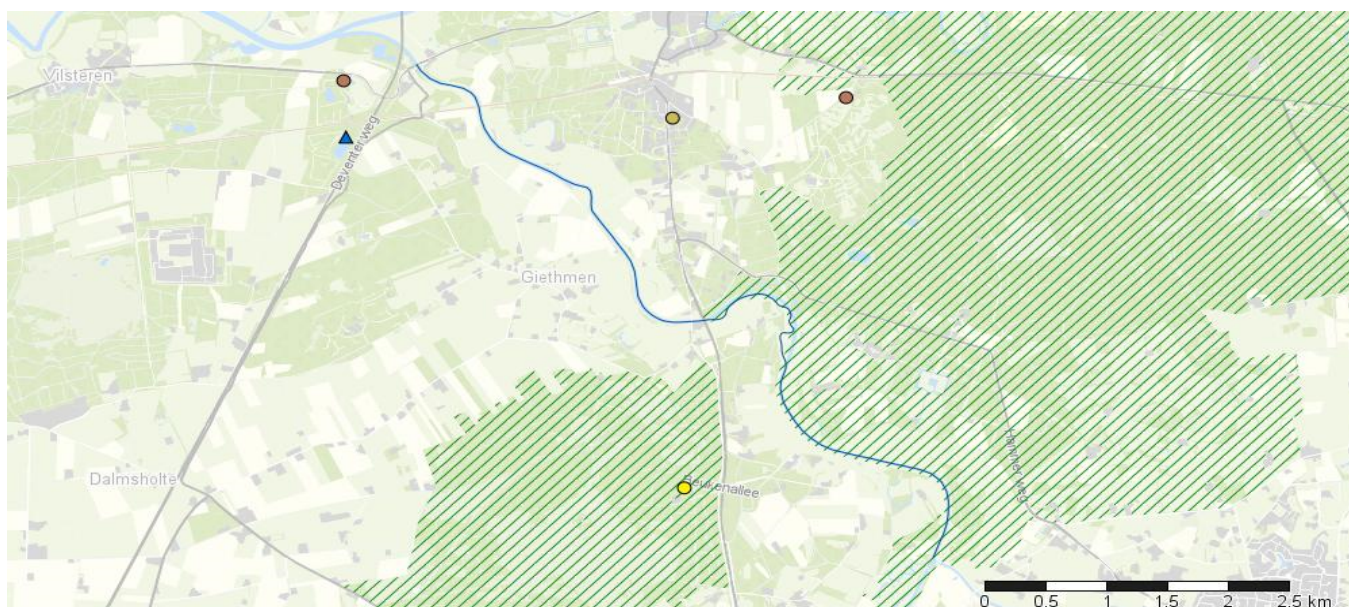 Vilsteren
Deventerweg
Giethmen
Dalmsholte
Beukenallee
Hammerweg
0 0.5 1 1.5 2 2.5 km